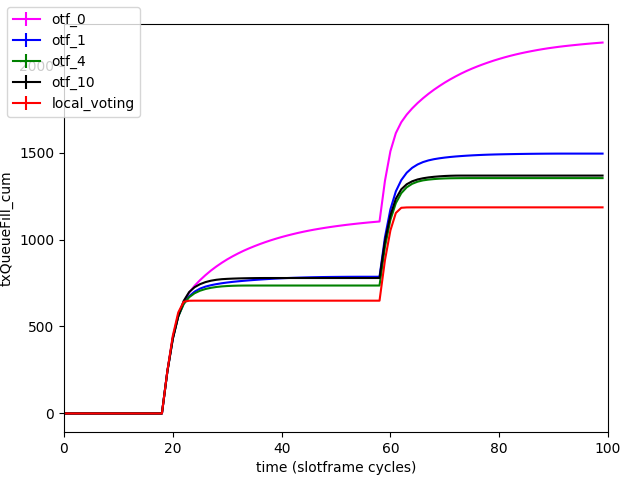 otf_0
otf_1
otf_4
otf_10
local_voting
2000
1500
1000
500
0
txQueueFill_cum
0 20 40 60 80 100
time (slotframe cycles)